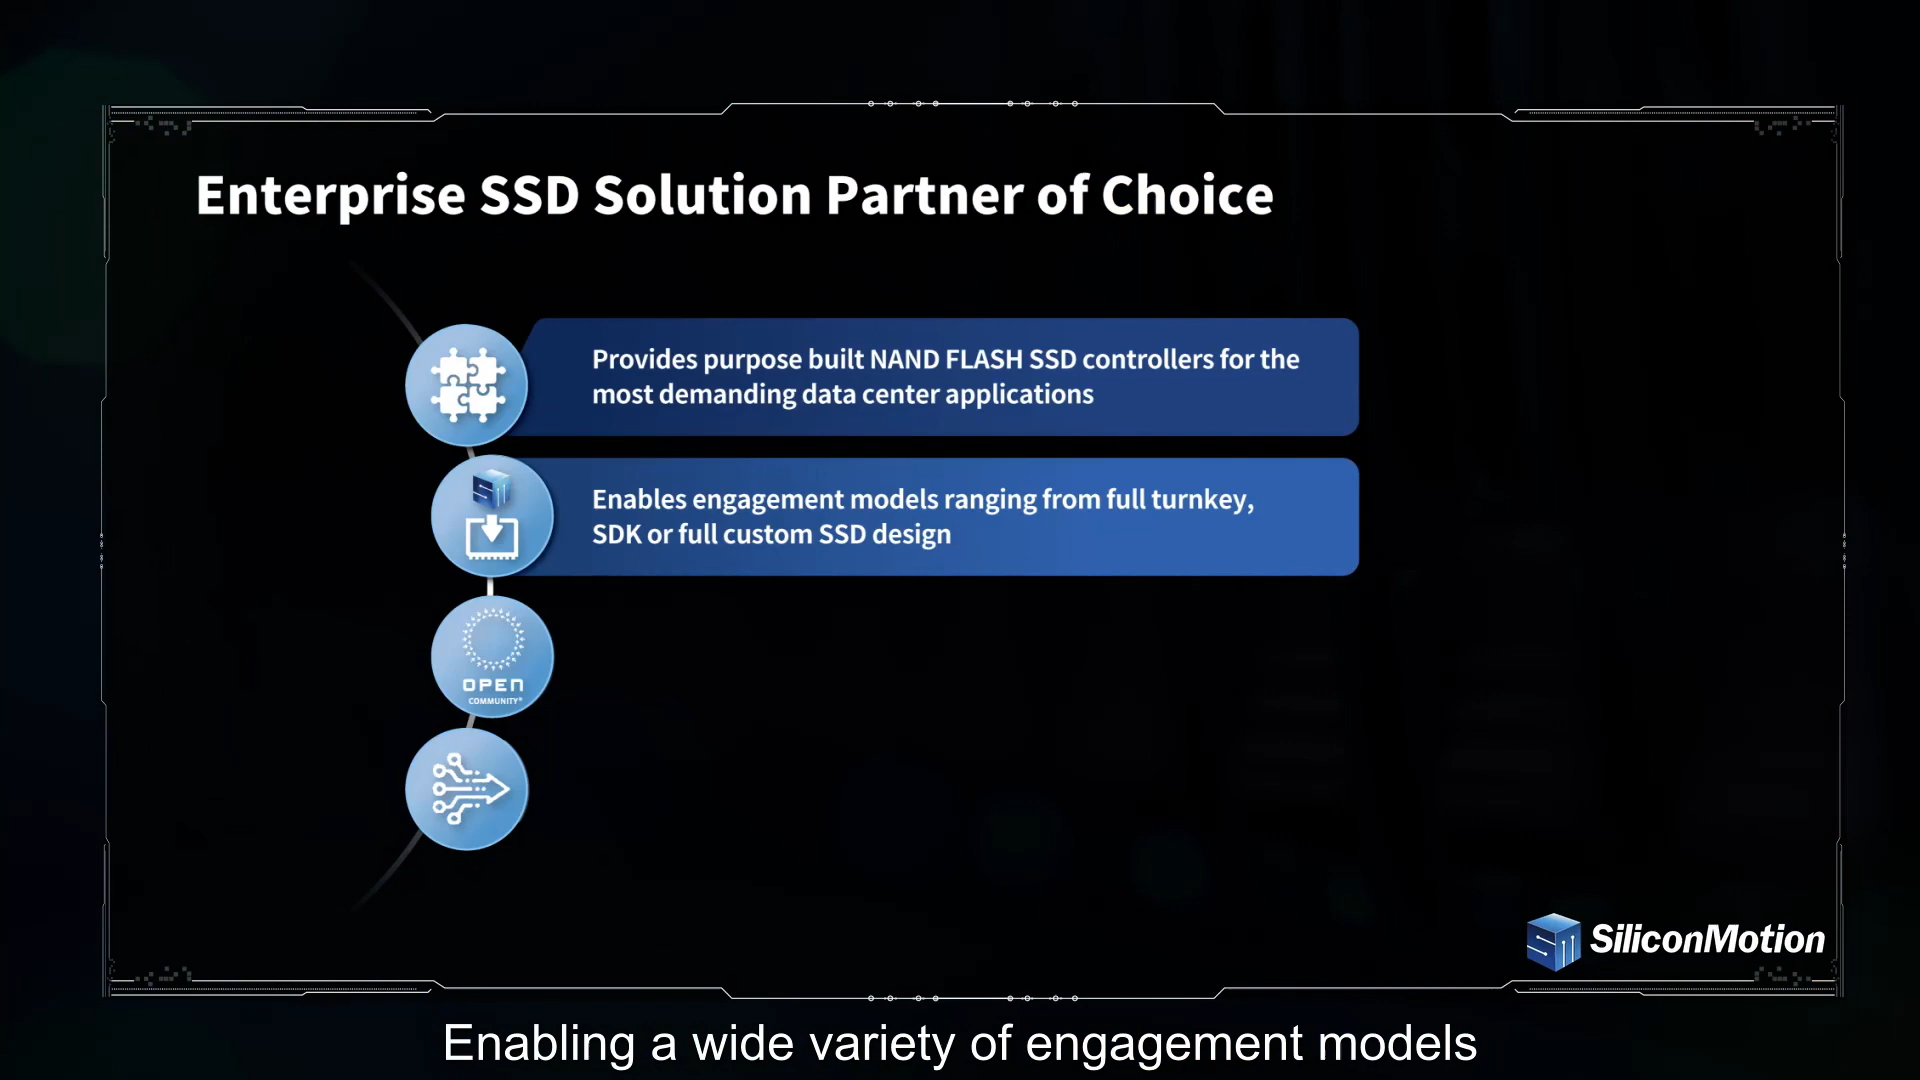 Enterprise SSD Solution Partner of Choice
Provides purpose built NAND FLASH SSD controllers for the
most demanding data center applications
Enables engagement models ranging from full turnkey,
SDK or full custom SSD design
OPEN
COMMUNITY®
SiliconMotion
Enabling a wide variety of engagement models